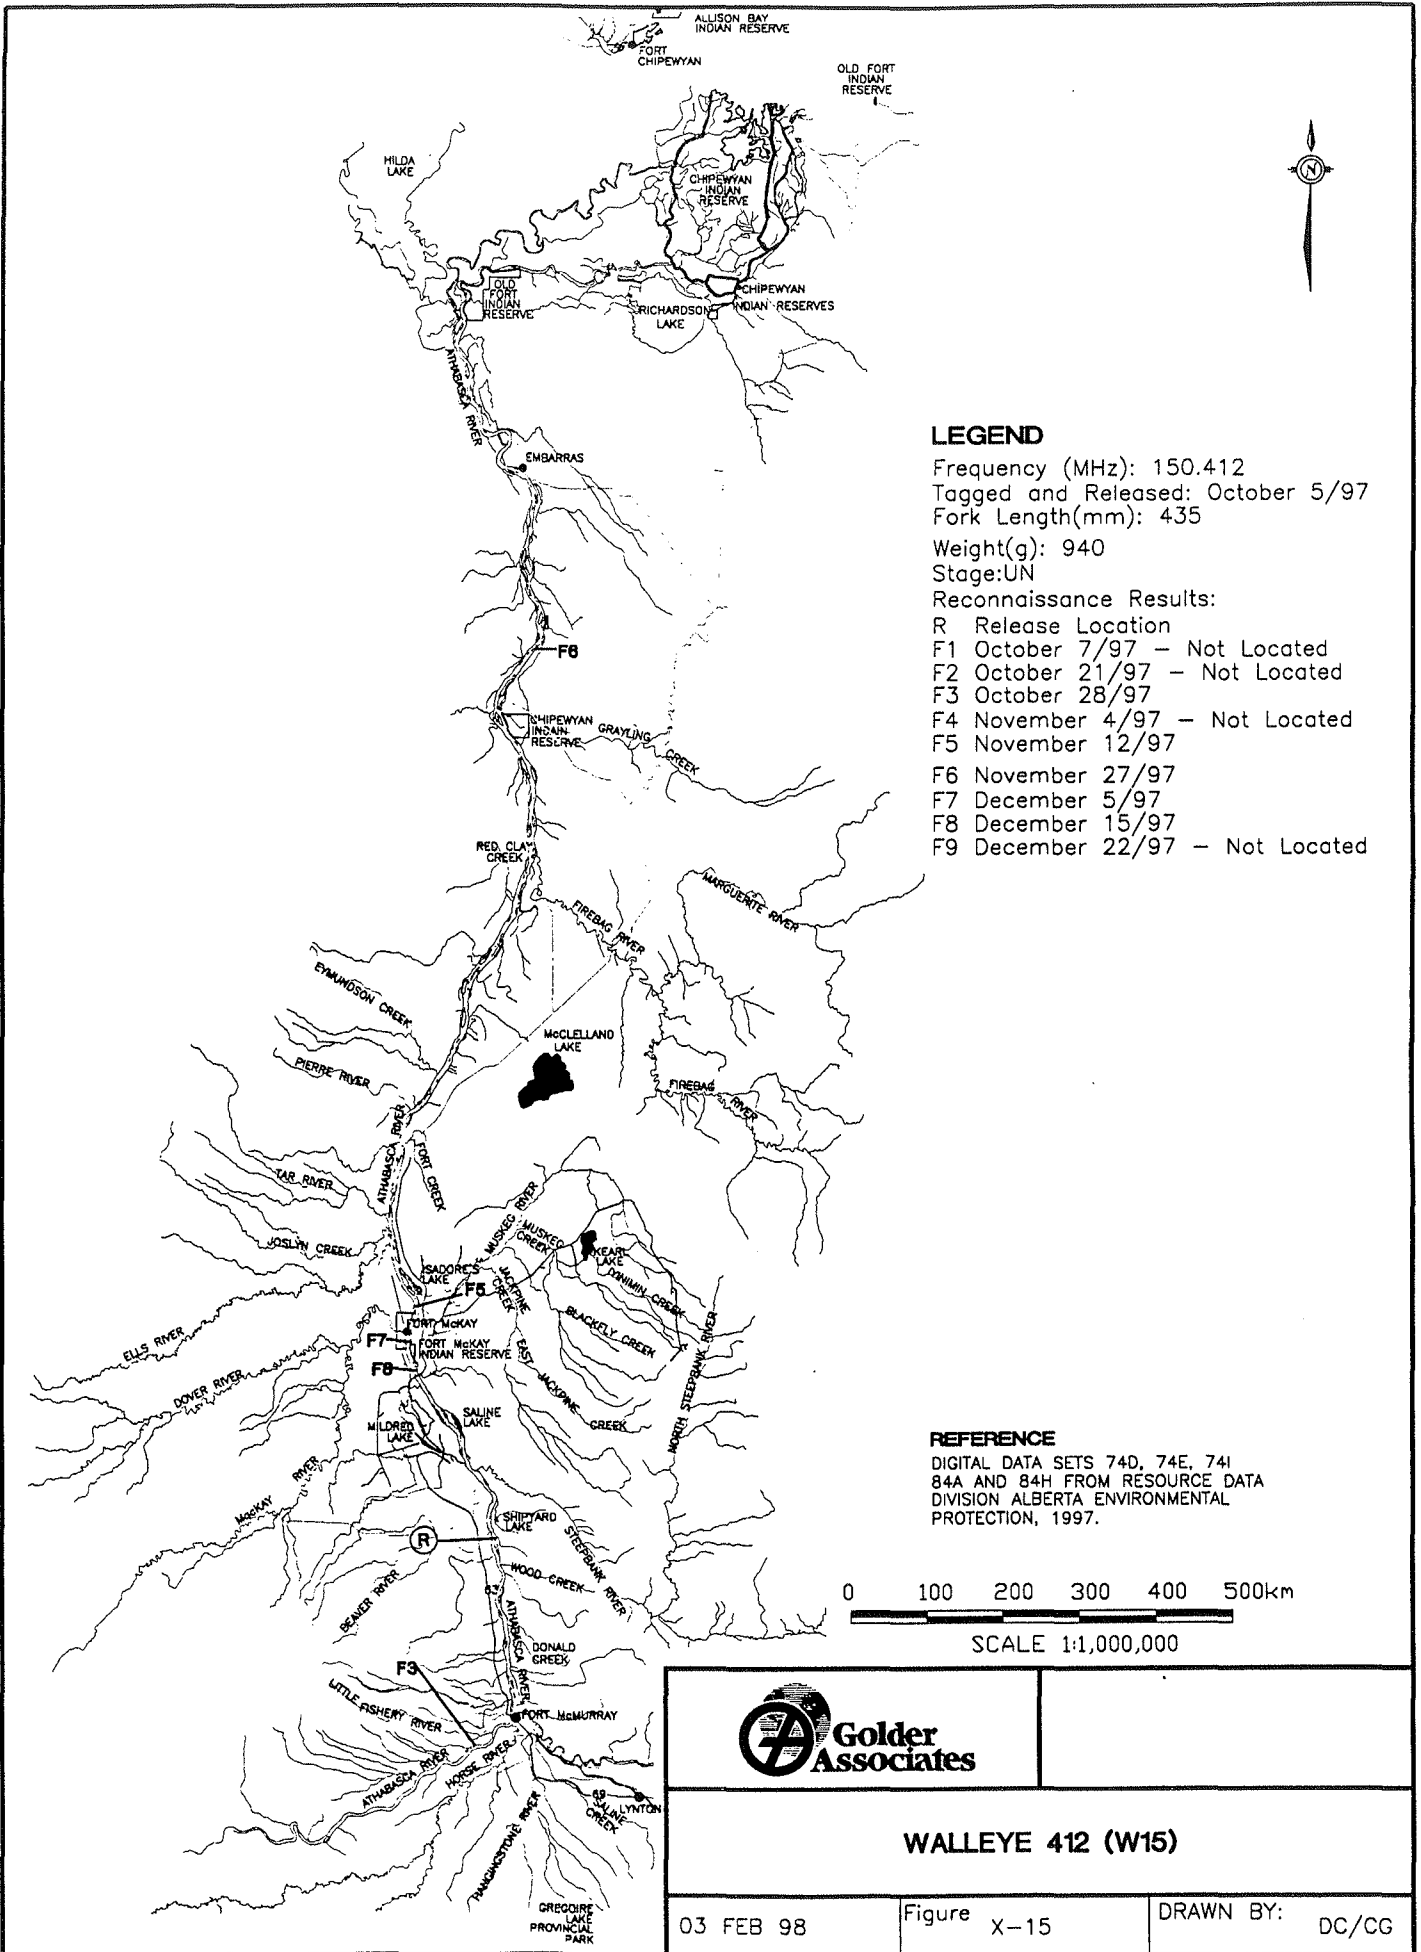 ALLISON BAY
INDIAN RESERVE
FORT
CHIPEWYAN
OLD FORT
INDIAN
RESERVE
HILDA
LAKE
CHIPEWYAN
INDIAN
RESERVE
N
OLD
FORT
INDIAN
RESERVE
CHIPEWYAN
INDIAN RESERVES
RICHARDSON
LAKE
ATHABASCA RIVER
EMBARRAS
LEGEND
Frequency (MHz): 150.412
Tagged and Released: October 5/97
Fork Length(mm): 435
Weight(g): 940
Stage:UN
Reconnaissance Results:
R Release Location
F1 October 7/97 – Not Located
F2 October 21/97 – Not Located
F3 October 28/97
F4 November 4/97 – Not Located
F5 November 12/97
F6 November 27/97
F7 December 5/97
F8 December 15/97
F9 December 22/97 – Not Located
F6
CHIPEWYAN
INDAIN
RESERVE
GRAYLING
CREEK
RED CLAY
CREEK
MARGUERITE RIVER
FIREBAG RIVER
EYMUNDSON CREEK
McCLELLAND
LAKE
PIERRE RIVER
FIREBAG RIVER
ATHABASCA RIVER
FORT CREEK
TAR RIVER
MUSKEG RIVER
MUSKEG
CREEK
JOSLYN CREEK
KEARL
LAKE
ISADORE'S
LAKE
JACKPINE
CREEK
LYNIMIN CREEK
F5
BLACKFLY CREEK
FORT McKAY
ELLS RIVER
F7
FORT McKAY
INDIAN RESERVE
EAST JACKPINE CREEK
F8
DOVER RIVER
NORTH STEEPBANK RIVER
SALINE
LAKE
MILDRED
LAKE
REFERENCE
DIGITAL DATA SETS 74D, 74E, 74I
84A AND 84H FROM RESOURCE DATA
DIVISION ALBERTA ENVIRONMENTAL
PROTECTION, 1997.
MacKAY RIVER
SHIPYARD
LAKE
R
STEEPBANK RIVER
WOOD CREEK
BEAVER RIVER
63
ATHABASCA RIVER
0 100 200 300 400 500km
SCALE 1:1,000,000
DONALD
CREEK
F3
LITTLE FISHERY RIVER
FORT McMURRAY
ATHABASCA RIVER
HORSE RIVER
69
SALINE
CREEK
LYNTON
HANGINGSTONE RIVER
GREGOIRE
LAKE
PROVINCIAL
PARK
Golder
Associates
WALLEYE 412 (W15)
03 FEB 98
Figure X-15
DRAWN BY: DC/CG